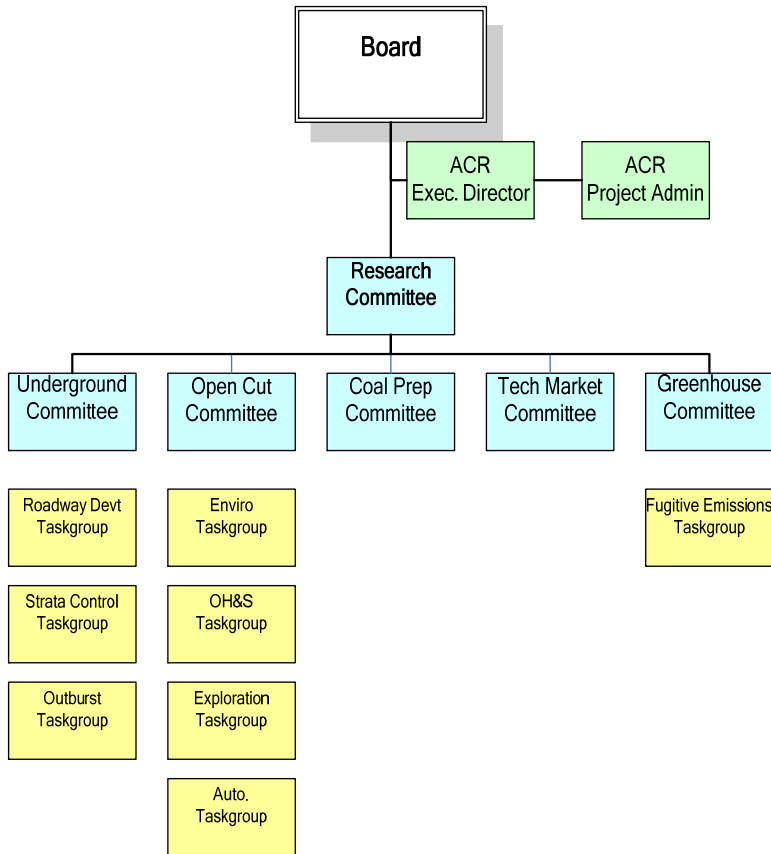 Board
ACR
Exec. Director
ACR
Project Admin
Research
Committee
Underground
Committee
Open Cut
Committee
Coal Prep
Committee
Tech Market
Committee
Greenhouse
Committee
Roadway Devt
Taskgroup
Enviro
Taskgroup
Fugitive Emissions
Taskgroup
Strata Control
Taskgroup
OH&S
Taskgroup
Outburst
Taskgroup
Exploration
Taskgroup
Auto.
Taskgroup